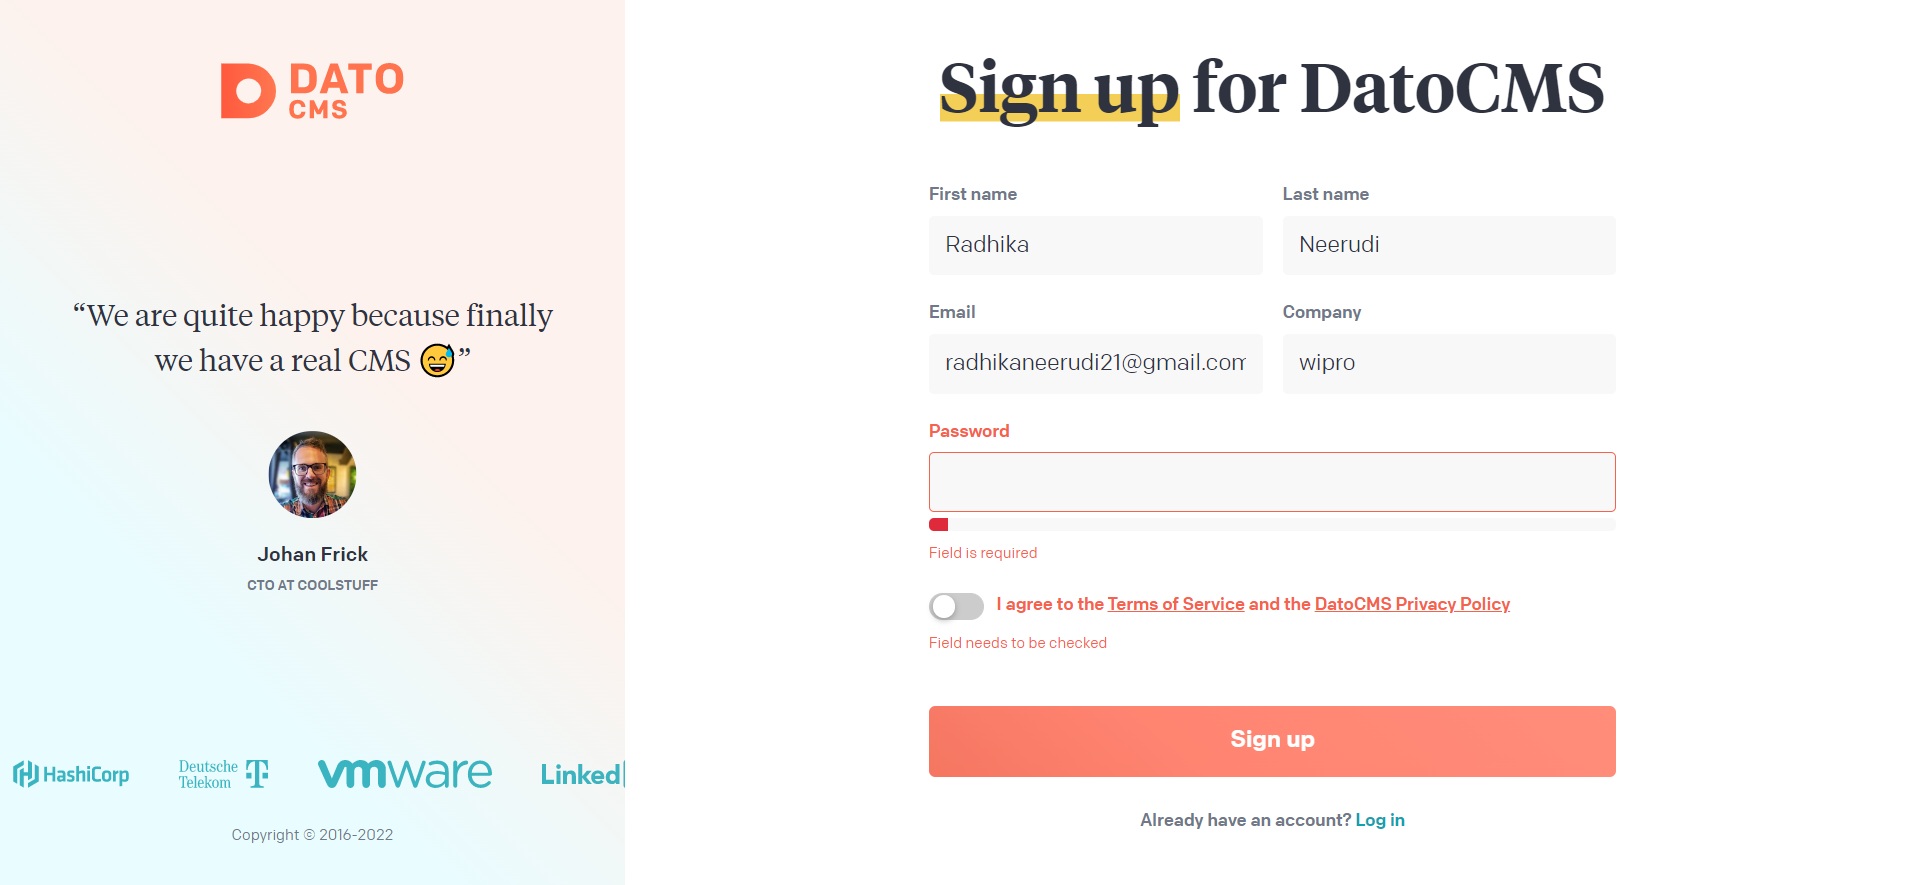 DATO
CMS
“We are quite happy because finally
we have a real CMS 😅”
Johan Frick
CTO AT COOLSTUFF
HashiCorp
Deutsche
Telekom T
vmware
Linked
Copyright © 2016-2022
Sign up for DatoCMS
First name
Last name
Radhika
Neerudi
Email
Company
radhikaneerudi21@gmail.com
wipro
Password
Field is required
I agree to the Terms of Service and the DatoCMS Privacy Policy
Field needs to be checked
Sign up
Already have an account? Log in